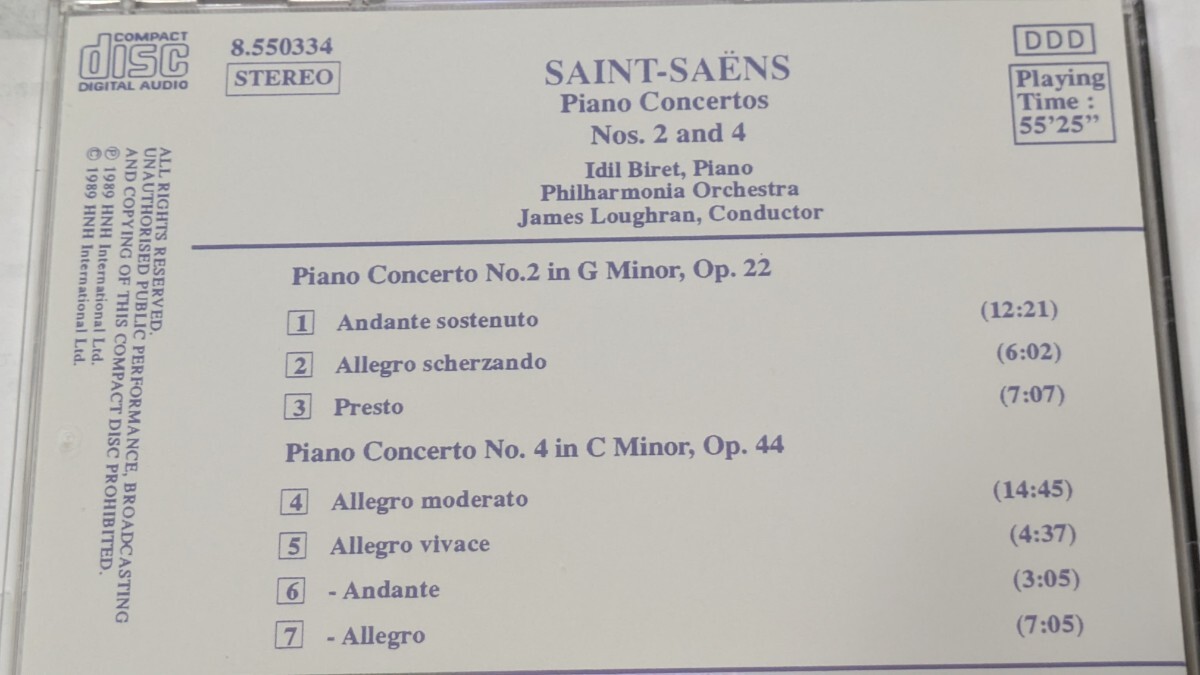 COMPACT
disc
DIGITAL AUDIO
8.550334
STEREO
SAINT-SAËNS
Piano Concertos
Nos. 2 and 4
Idil Biret, Piano
Philharmonia Orchestra
James Loughran, Conductor
DDD
Playing
Time :
55’25”
Piano Concerto No.2 in G Minor, Op. 22
1 Andante sostenuto (12:21)
2 Allegro scherzando (6:02)
3 Presto (7:07)
Piano Concerto No. 4 in C Minor, Op. 44
4 Allegro moderato (14:45)
5 Allegro vivace (4:37)
6 - Andante (3:05)
7 - Allegro (7:05)
ALL RIGHTS RESERVED.
UNAUTHORISED PUBLIC PERFORMANCE, BROADCASTING
AND COPYING OF THIS COMPACT DISC PROHIBITED.
℗ 1989 HNH International Ltd.
© 1989 HNH International Ltd.